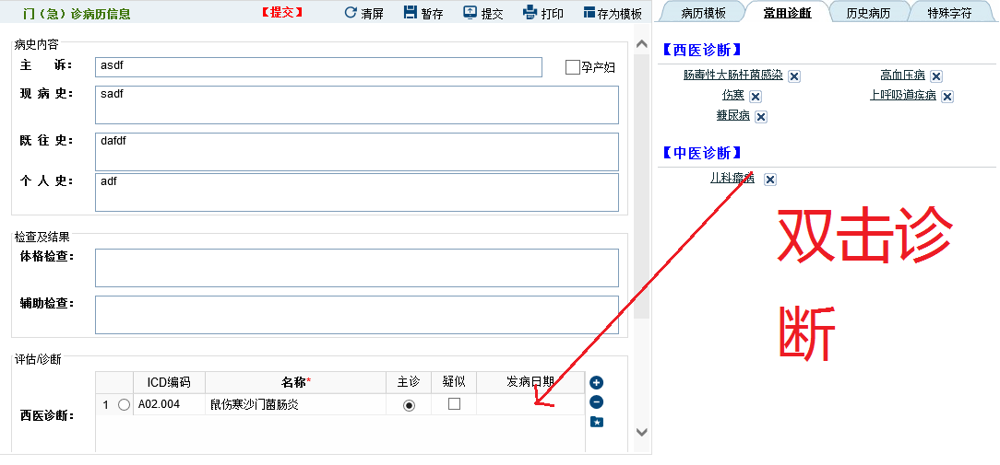 门（急）诊病历信息 【提交】 清屏 暂存 提交 打印 存为模板
病历模板 常用诊断 历史病历 特殊字符
病史内容
主 诉： asdf 孕产妇
现 病 史： sadf
既 往 史： dafdf
个 人 史： adf
检查及结果
体格检查：
辅助检查：
评估/诊断
ICD编码 名称* 主诊 疑似 发病日期
西医诊断：
1 A02.004 鼠伤寒沙门菌肠炎
【西医诊断】
肠毒性大肠杆菌感染 高血压病
伤寒 上呼吸道疾病
糖尿病
【中医诊断】
儿科瘟病
双击诊
断